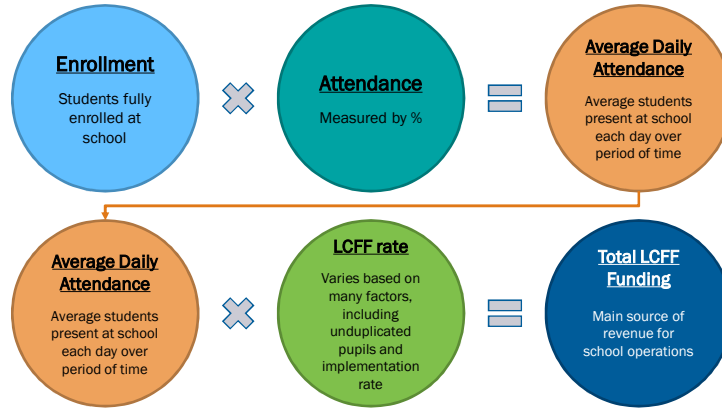 Enrollment
Students fully
enrolled at
school
Attendance
Measured by %
Average Daily
Attendance
Average students
present at school
each day over
period of time
Average Daily
Attendance
Average students
present at school
each day over
period of time
LCFF rate
Varies based on
many factors,
including
unduplicated
pupils and
implementation
rate
Total LCFF
Funding
Main source of
revenue for
school operations